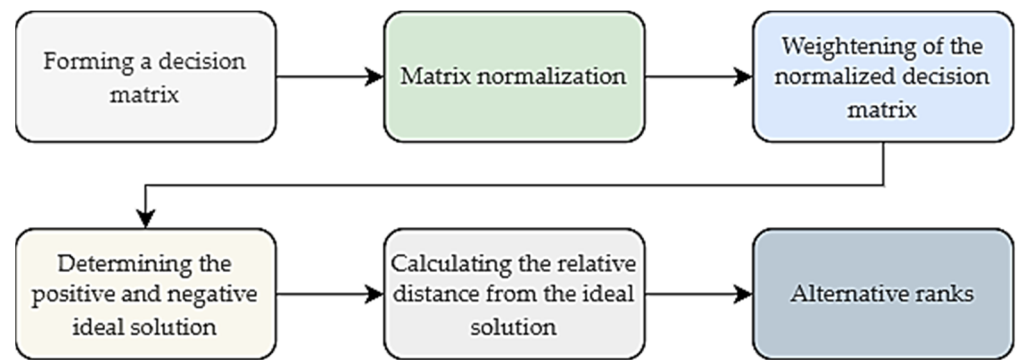 Forming a decision
matrix
Matrix normalization
Weightening of the
normalized decision
matrix
Determining the
positive and negative
ideal solution
Calculating the relative
distance from the ideal
solution
Alternative ranks